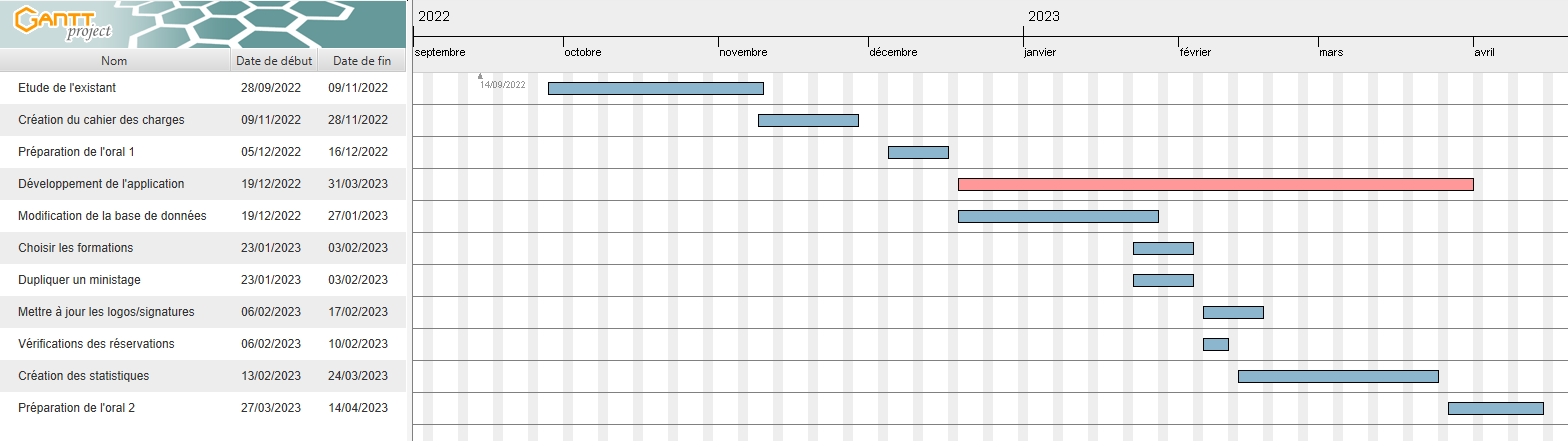 GANTT
project
2022
2023
septembre octobre novembre décembre janvier février mars avril
Nom Date de début Date de fin
14/09/2022
Etude de l'existant 28/09/2022 09/11/2022
Création du cahier des charges 09/11/2022 28/11/2022
Préparation de l'oral 1 05/12/2022 16/12/2022
Développement de l'application 19/12/2022 31/03/2023
Modification de la base de données 19/12/2022 27/01/2023
Choisir les formations 23/01/2023 03/02/2023
Dupliquer un ministage 23/01/2023 03/02/2023
Mettre à jour les logos/signatures 06/02/2023 17/02/2023
Vérifications des réservations 06/02/2023 10/02/2023
Création des statistiques 13/02/2023 24/03/2023
Préparation de l'oral 2 27/03/2023 14/04/2023